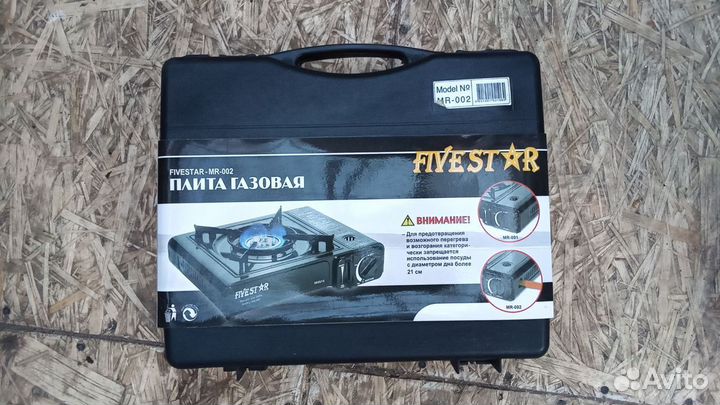 Model №
MR-002
FIVESTAR
FIVESTAR - MR-002
ПЛИТА ГАЗОВАЯ
ВНИМАНИЕ!
- Для предотвращения
возможного перегрева
и возгорания категори-
чески запрещается
использование посуды
с диаметром дна более
21 см
MR-001
MR-002
FIVESTAR
Avito